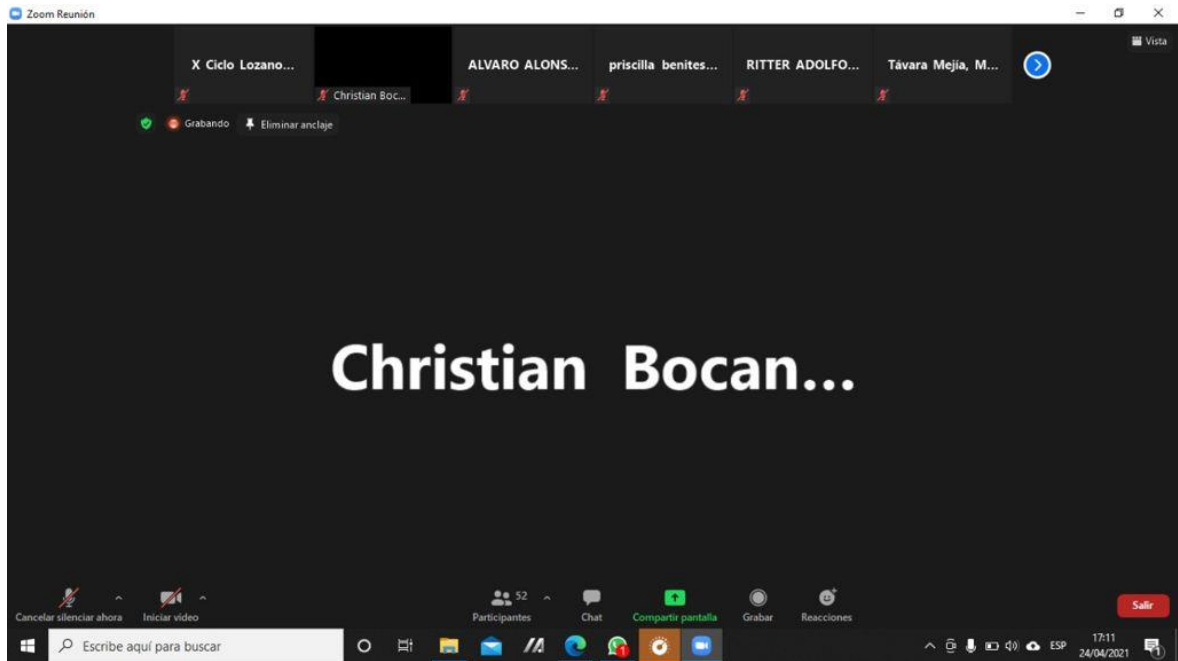 Zoom Reunión
Vista
X Ciclo Lozano...
ALVARO ALONS...
priscilla benites...
RITTER ADOLFO...
Távara Mejía, M...
Christian Boc...
Grabando
Eliminar anclaje
Christian Bocan...
Cancelar silenciar ahora
Iniciar video
52
Participantes
Chat
Compartir pantalla
Grabar
Reacciones
Salir
Escribe aquí para buscar
1
ESP
17:11
24/04/2021
1